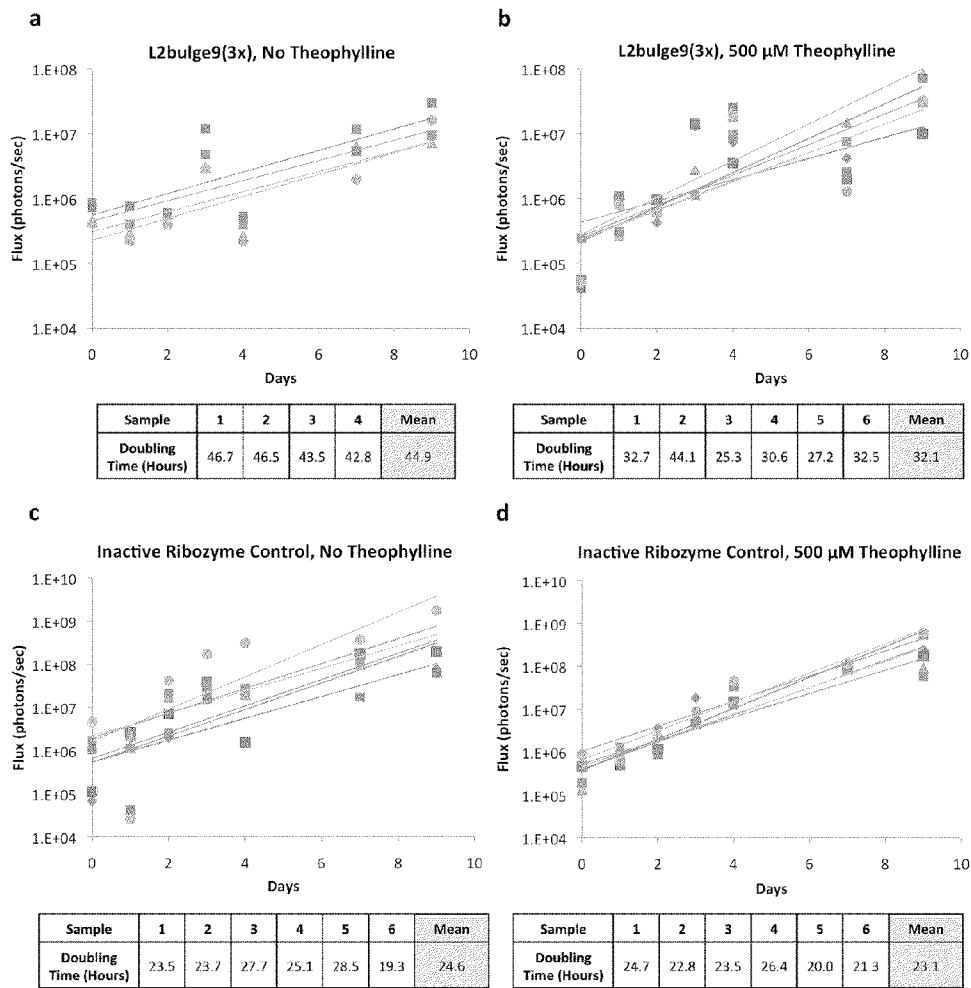 a
L2bulge9(3x), No Theophylline
Flux (photons/sec)
1.E+08
1.E+07
1.E+06
1.E+05
1.E+04
0 2 4 6 8 10
Days
Sample 1 2 3 4 Mean
Doubling Time (Hours) 46.7 46.5 43.5 42.8 44.9
b
L2bulge9(3x), 500 µM Theophylline
Flux (photons/sec)
1.E+08
1.E+07
1.E+06
1.E+05
1.E+04
0 2 4 6 8 10
Days
Sample 1 2 3 4 5 6 Mean
Doubling Time (Hours) 32.7 44.1 25.3 30.6 27.2 32.5 32.1
c
Inactive Ribozyme Control, No Theophylline
Flux (photons/sec)
1.E+10
1.E+09
1.E+08
1.E+07
1.E+06
1.E+05
1.E+04
0 2 4 6 8 10
Days
Sample 1 2 3 4 5 6 Mean
Doubling Time (Hours) 23.5 23.7 27.7 25.1 28.5 19.3 24.6
d
Inactive Ribozyme Control, 500 µM Theophylline
Flux (photons/sec)
1.E+10
1.E+09
1.E+08
1.E+07
1.E+06
1.E+05
1.E+04
0 2 4 6 8 10
Days
Sample 1 2 3 4 5 6 Mean
Doubling Time (Hours) 24.7 22.8 23.5 26.4 20.0 21.3 23.1